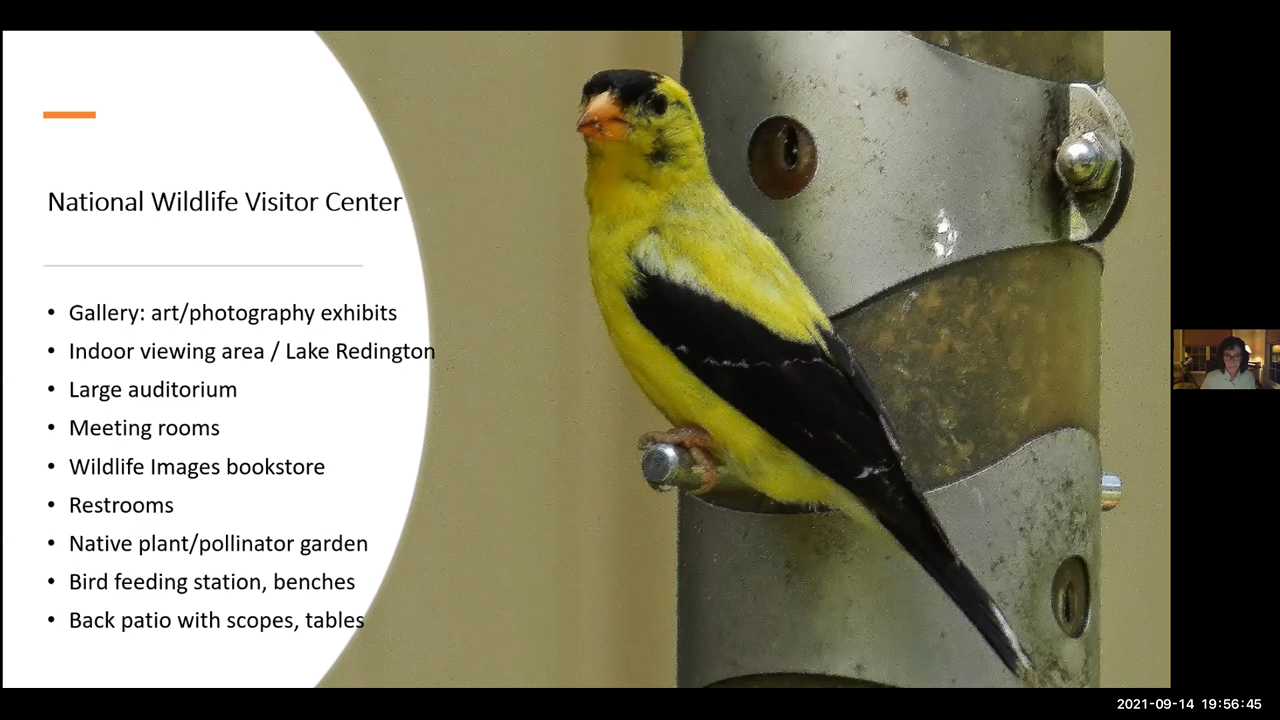 National Wildlife Visitor Center
• Gallery: art/photography exhibits
• Indoor viewing area / Lake Redington
• Large auditorium
• Meeting rooms
• Wildlife Images bookstore
• Restrooms
• Native plant/pollinator garden
• Bird feeding station, benches
• Back patio with scopes, tables
2021-09-14 19:56:45